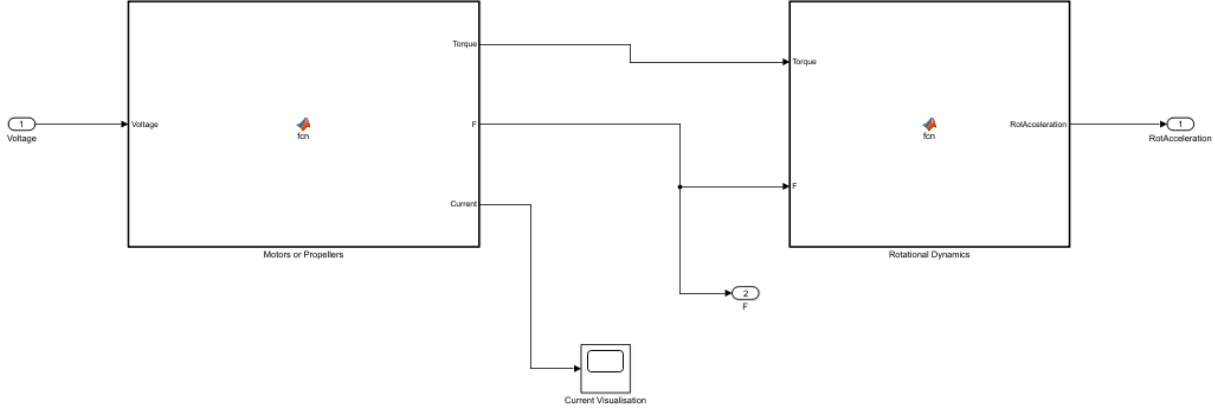 Torque
Torque
1
Voltage
Voltage
fcn
F
fcn
RotAcceleration
1
RotAcceleration
F
Current
Motors or Propellers
Rotational Dynamics
2
F
Current Visualisation